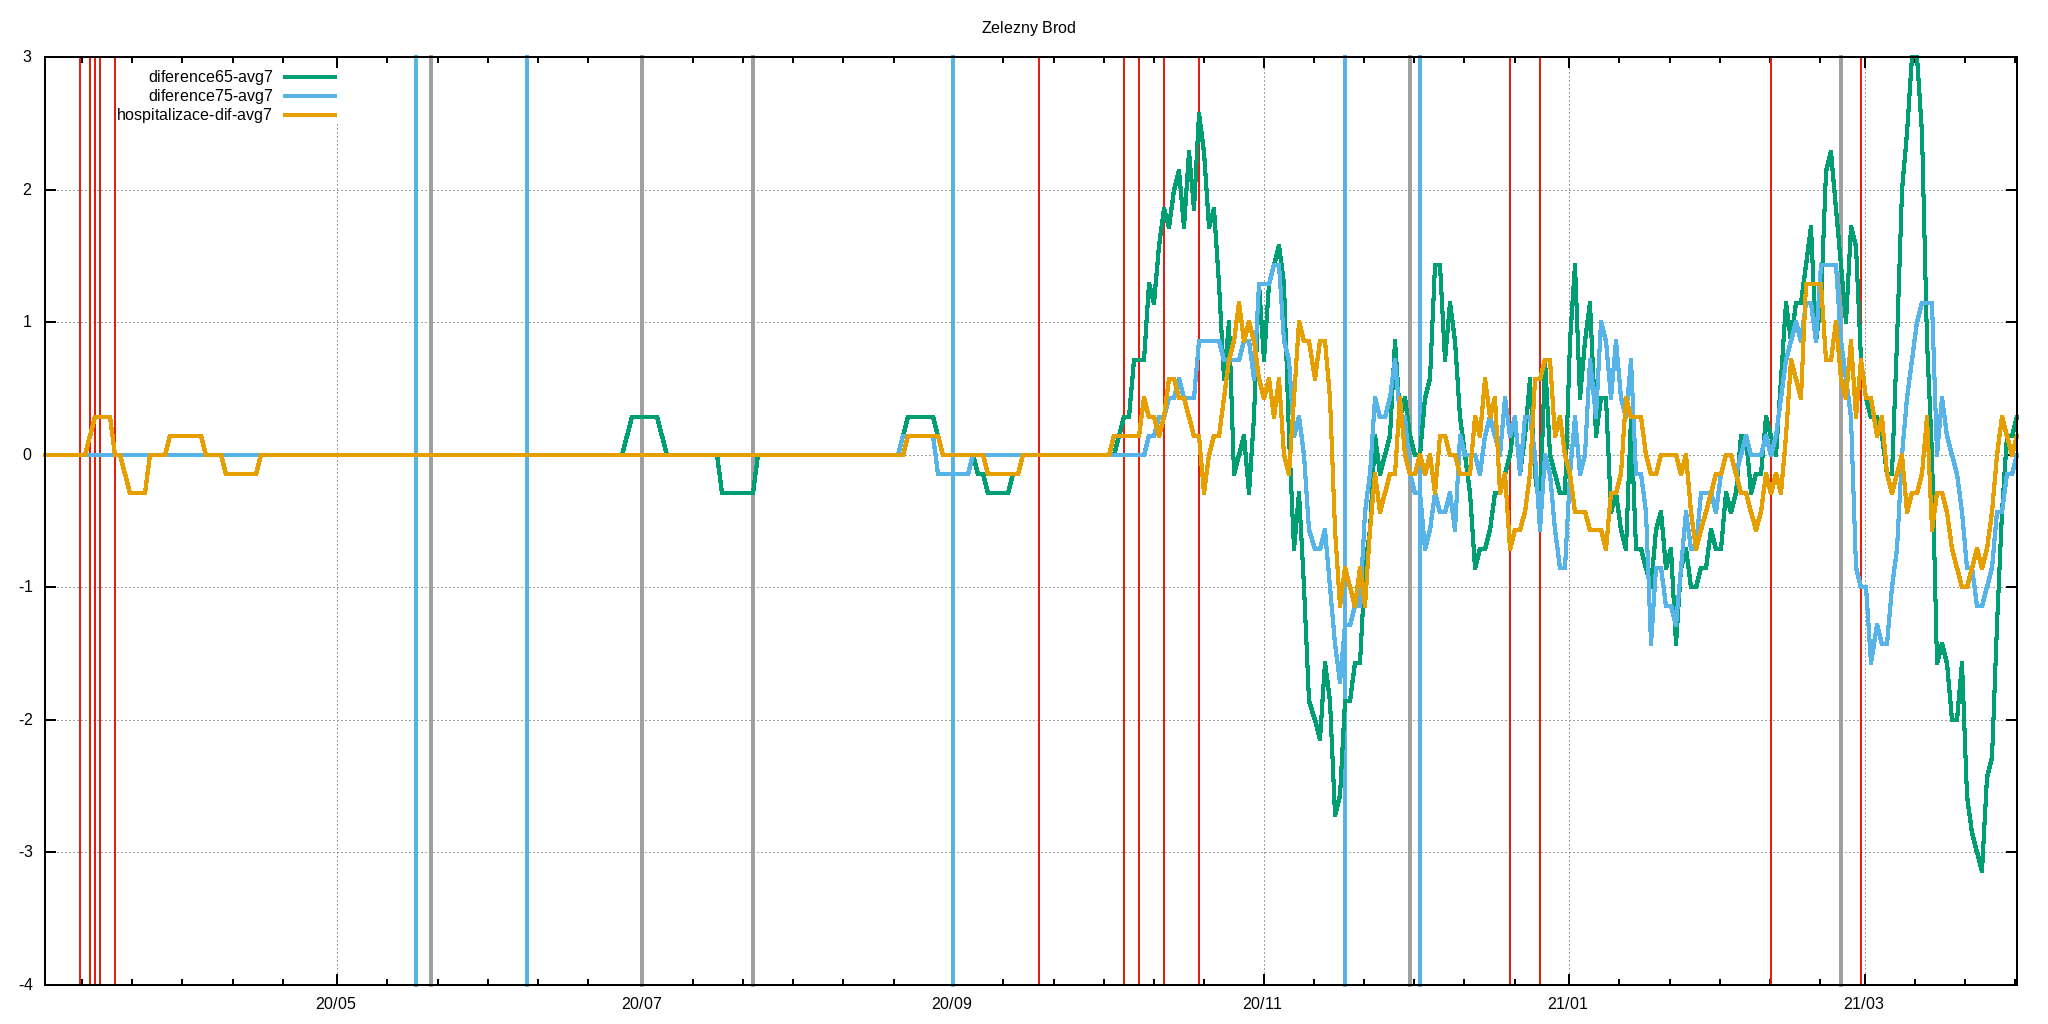 Zelezny Brod
diference65-avg7
diference75-avg7
hospitalizace-dif-avg7
3
2
1
0
-1
-2
-3
-4
20/05 20/07 20/09 20/11 21/01 21/03